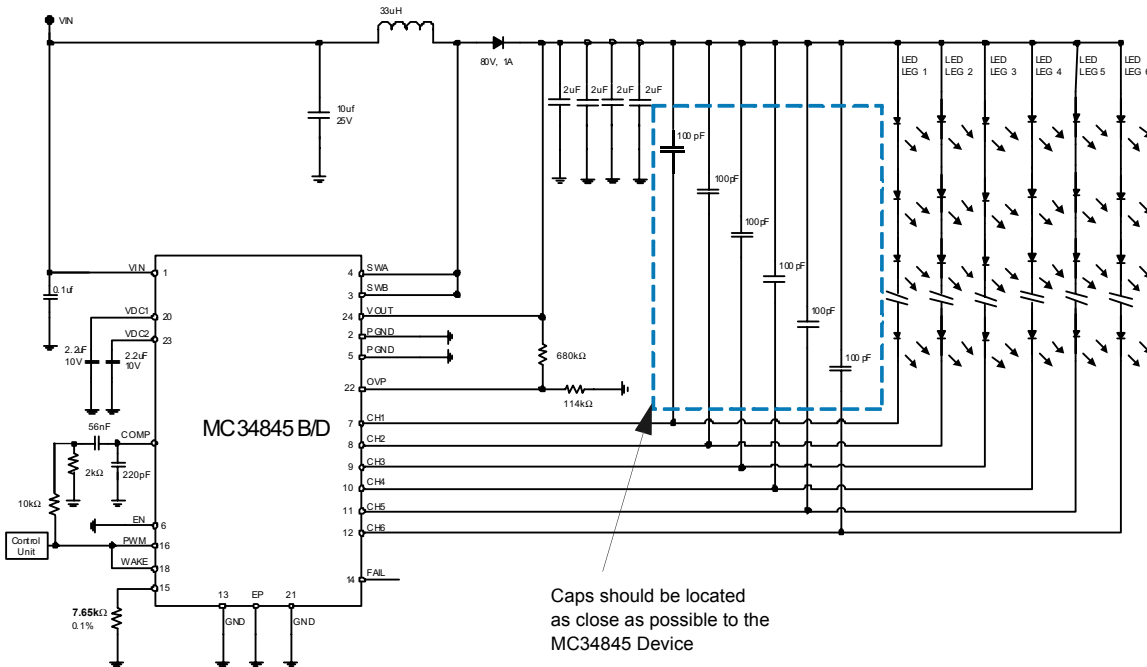 VIN
33uH
80V, 1A
10uf
25V
2uF
2uF
2uF
2uF
100 pF
100pF
100pF
100pF
100pF
100 pF
LED
LEG 1
LED
LEG 2
LED
LEG 3
LED
LEG 4
LED
LEG 5
LED
LEG 6
0.1uf
VIN
1
VDC1
20
VDC2
23
2.2uF
10V
2.2uF
10V
COMP
56nF
2kΩ
220pF
10kΩ
EN
6
Control
Unit
PWM
16
WAKE
18
15
7.65kΩ
0.1%
MC34845 B/D
4
SWA
3
SWB
24
VOUT
2
PGND
5
PGND
22
OVP
680kΩ
114kΩ
7
CH1
8
CH2
9
CH3
10
CH4
11
CH5
12
CH6
14
FAIL
13
EP
21
GND
GND
Caps should be located
as close as possible to the
MC34845 Device